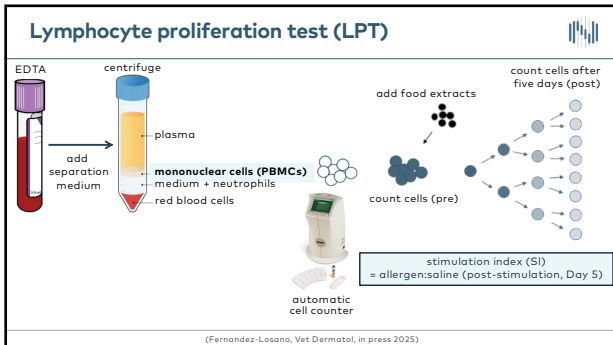 Lymphocyte proliferation test (LPT)
EDTA
centrifuge
count cells after
five days (post)
add food extracts
plasma
add
separation
medium
mononuclear cells (PBMCs)
medium + neutrophils
red blood cells
count cells (pre)
stimulation index (SI)
= allergen:saline (post-stimulation, Day 5)
automatic
cell counter
(Fernandez-Losano, Vet Dermatol, in press 2025)